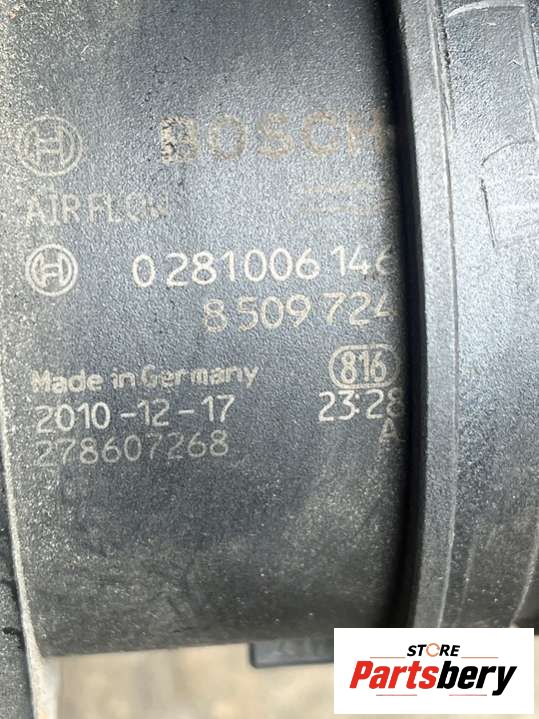 BOSCH
AIR FLOW
0 281 006 146
8 509 724
816
Made in Germany
2010-12-17 23:28
278607268 A
STORE
Partsbery